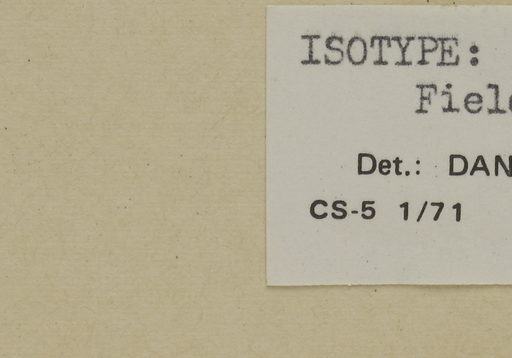 ISOTYPE:
Fiel
Det.: DAN
CS-5 1/71